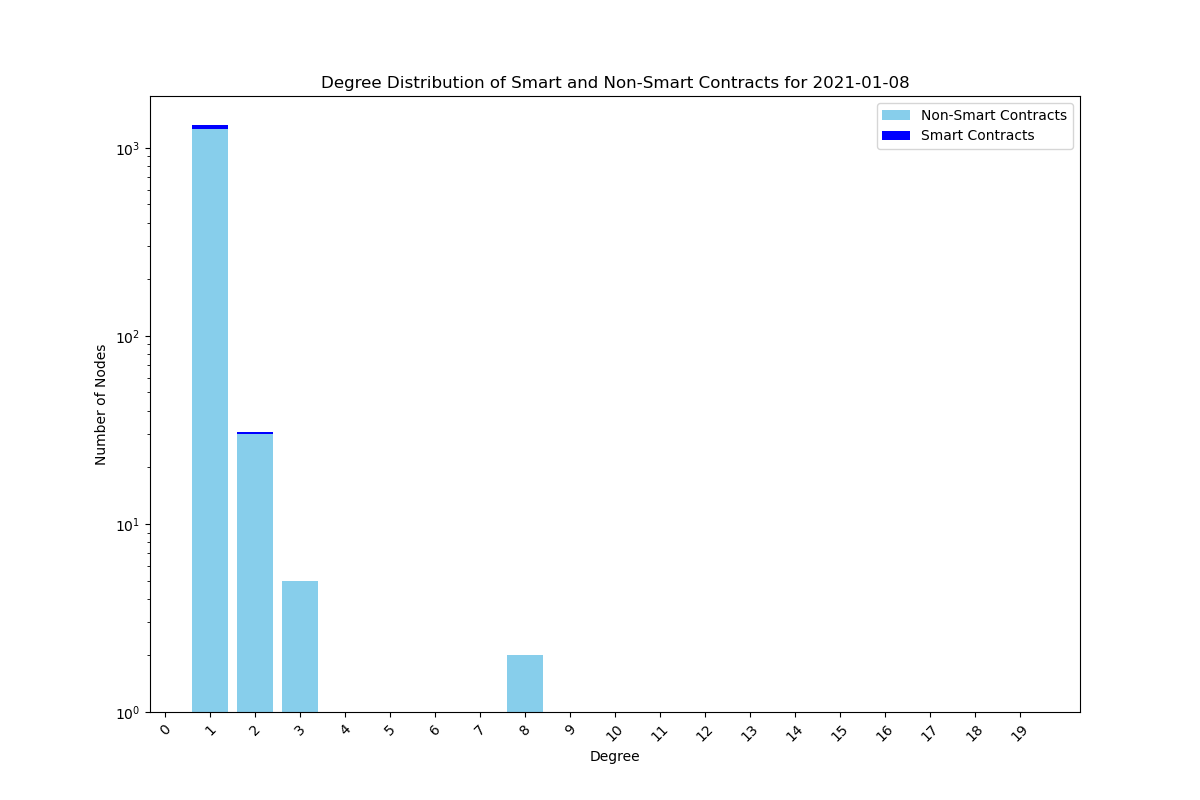 Degree Distribution of Smart and Non-Smart Contracts for 2021-01-08
Non-Smart Contracts
Smart Contracts
10³
10²
10¹
10⁰
Number of Nodes
0 1 2 3 4 5 6 7 8 9 10 11 12 13 14 15 16 17 18 19
Degree